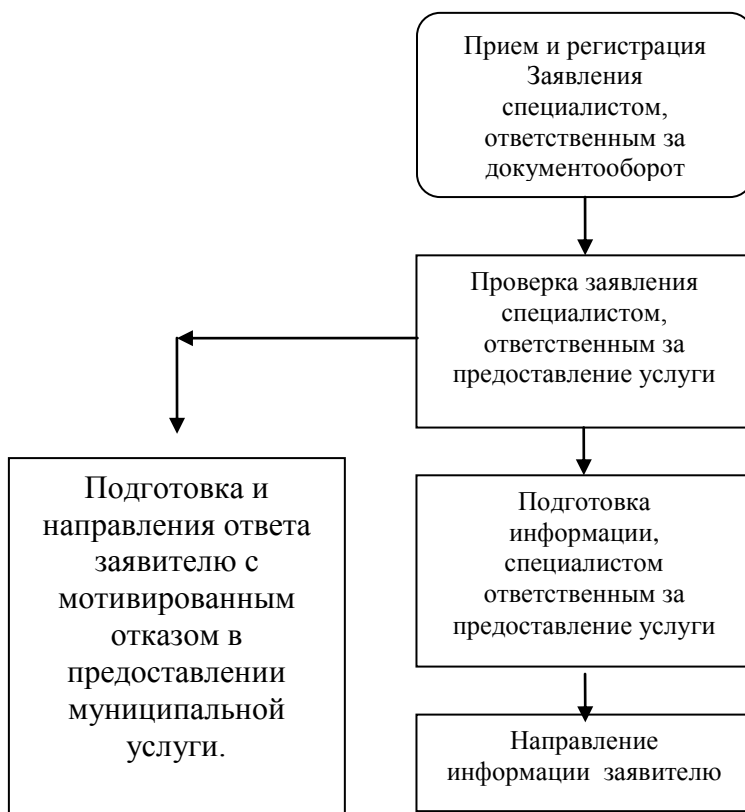 Прием и регистрация
Заявления
специалистом,
ответственным за
документооборот
Проверка заявления
специалистом,
ответственным за
предоставление услуги
Подготовка и
направления ответа
заявителю с
мотивированным
отказом в
предоставлении
муниципальной
услуги.
Подготовка
информации,
специалистом
ответственным за
предоставление услуги
Направление
информации заявителю